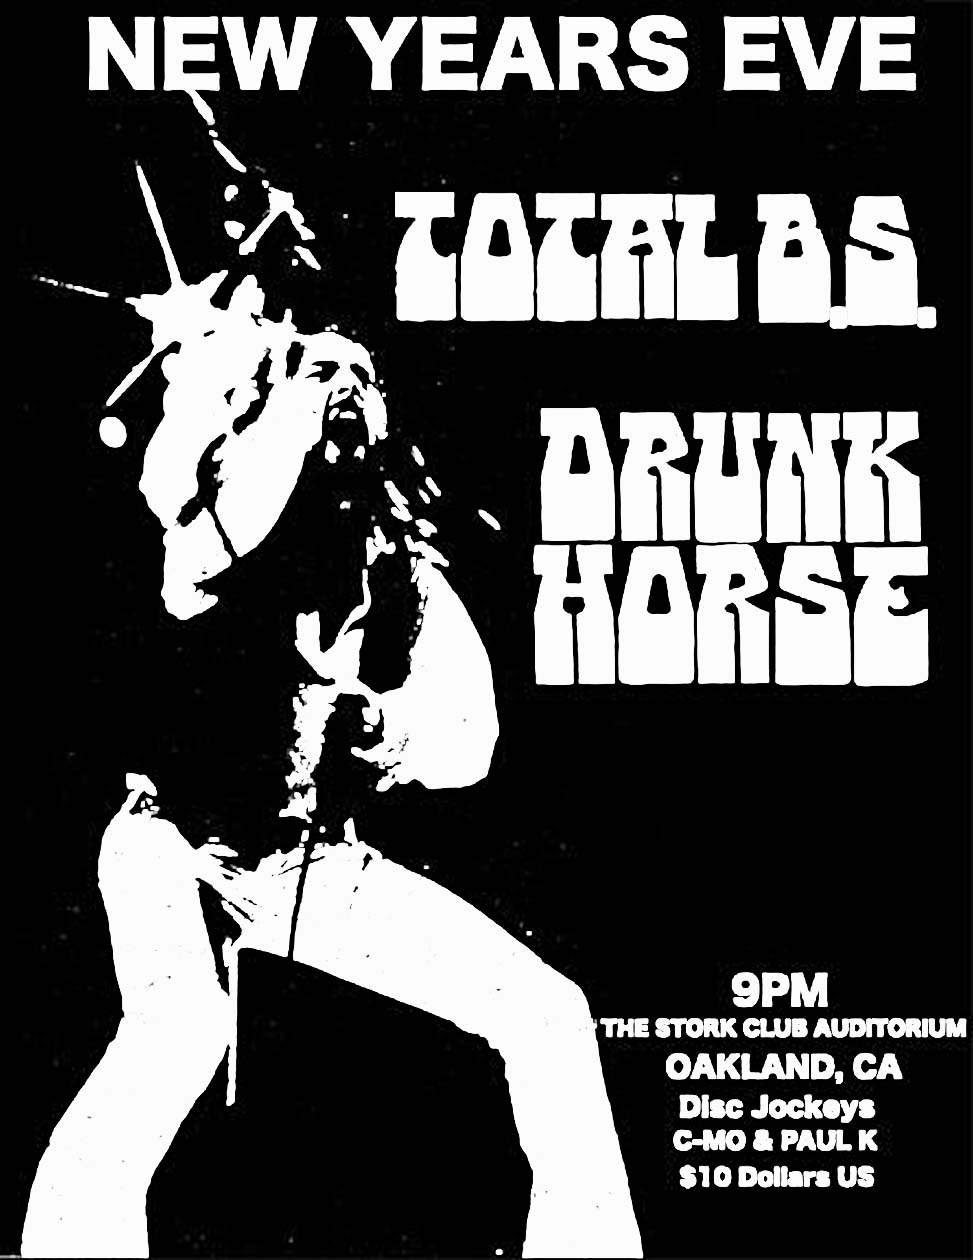 NEW YEARS EVE
TOTAL B.S.
DRUNK
HORSE
9PM
THE STORK CLUB AUDITORIUM
OAKLAND, CA
Disc Jockeys
C-MO & PAUL K
$10 Dollars US